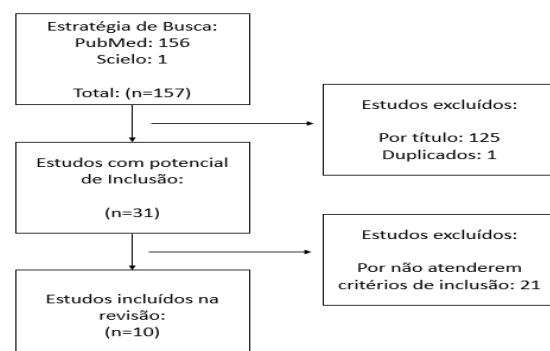 Estratégia de Busca:
PubMed: 156
Scielo: 1
Total: (n=157)
Estudos excluídos:
Por título: 125
Duplicados: 1
Estudos com potencial
de Inclusão:
(n=31)
Estudos excluídos:
Por não atenderem
critérios de inclusão: 21
Estudos incluídos na
revisão:
(n=10)